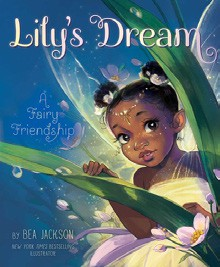 Lily's Dream
A
Fairy
Friendship
BY BEA JACKSON
NEW YORK TIMES BESTSELLING
ILLUSTRATOR